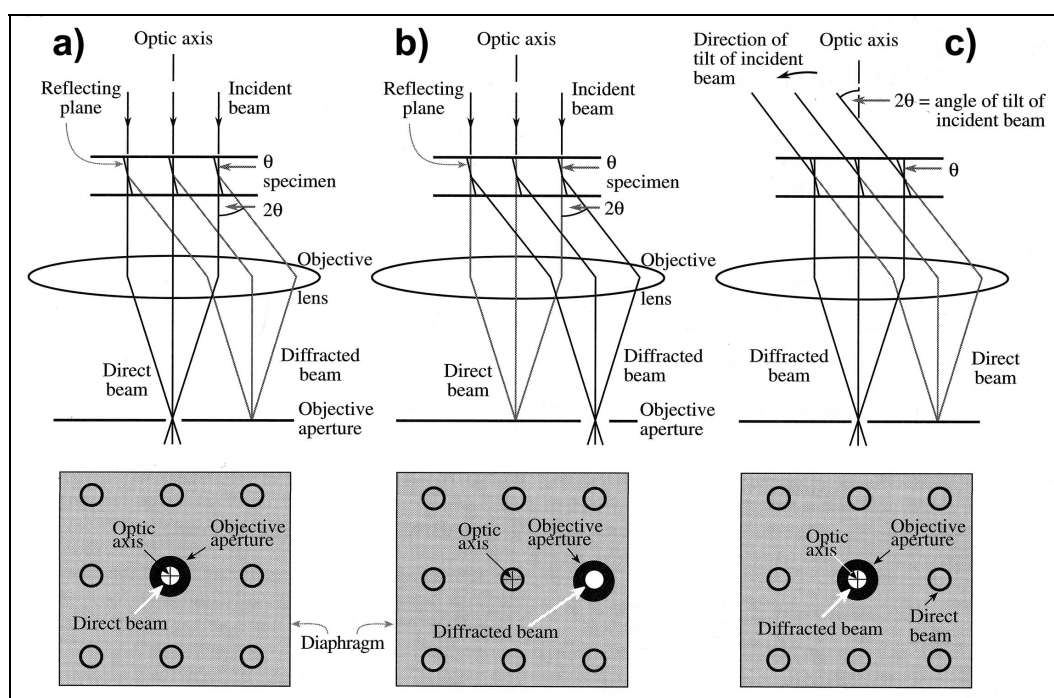 a)
Optic axis
Reflecting
plane
Incident
beam
θ
specimen
2θ
Objective
lens
Direct
beam
Diffracted
beam
Objective
aperture
Optic
axis
Objective
aperture
Direct beam
Diaphragm
b)
Optic axis
Reflecting
plane
Incident
beam
θ
specimen
2θ
Objective
lens
Direct
beam
Diffracted
beam
Objective
aperture
Optic
axis
Objective
aperture
Diffracted beam
c)
Direction of
tilt of incident
beam
Optic axis
2θ = angle of tilt of
incident beam
θ
Diffracted
beam
Direct
beam
Optic
axis
Objective
aperture
Diffracted beam
Direct
beam